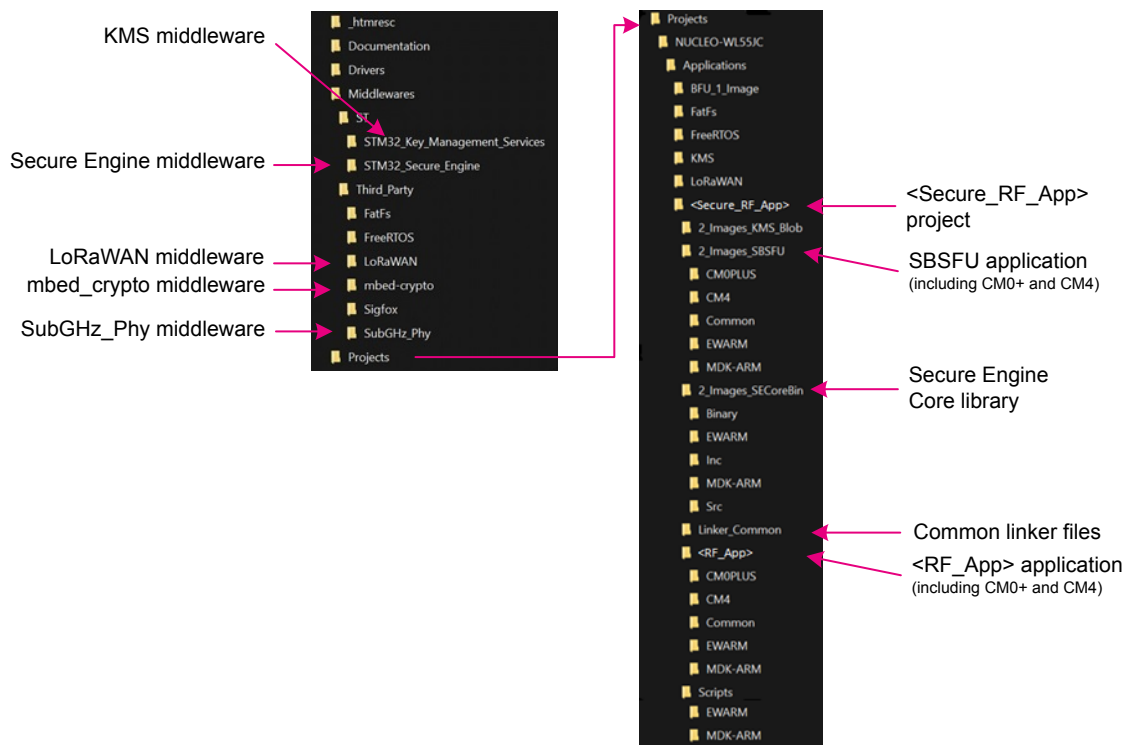 KMS middleware
Secure Engine middleware
LoRaWAN middleware
mbed_crypto middleware
SubGHz_Phy middleware
_htmresc
Documentation
Drivers
Middlewares
ST
STM32_Key_Management_Services
STM32_Secure_Engine
Third_Party
FatFs
FreeRTOS
LoRaWAN
mbed-crypto
Sigfox
SubGHz_Phy
Projects
Projects
NUCLEO-WL55JC
Applications
BFU_1_Image
FatFs
FreeRTOS
KMS
LoRaWAN
<Secure_RF_App>
2_Images_KMS_Blob
2_Images_SBSFU
CM0PLUS
CM4
Common
EWARM
MDK-ARM
2_Images_SECoreBin
Binary
EWARM
Inc
MDK-ARM
Src
Linker_Common
<RF_App>
CM0PLUS
CM4
Common
EWARM
MDK-ARM
Scripts
EWARM
MDK-ARM
<Secure_RF_App>
project
SBSFU application
(including CM0+ and CM4)
Secure Engine
Core library
Common linker files
<RF_App> application
(including CM0+ and CM4)